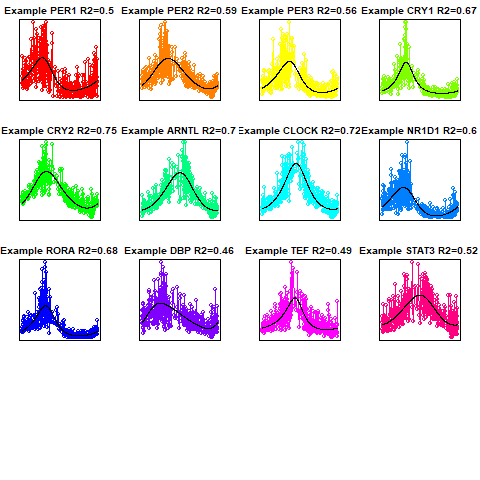 Example PER1 R2=0.5 Example PER2 R2=0.59 Example PER3 R2=0.56 Example CRY1 R2=0.67
Example CRY2 R2=0.75 Example ARNTL R2=0.7 Example CLOCK R2=0.72 Example NR1D1 R2=0.6
Example RORA R2=0.68 Example DBP R2=0.46 Example TEF R2=0.49 Example STAT3 R2=0.52